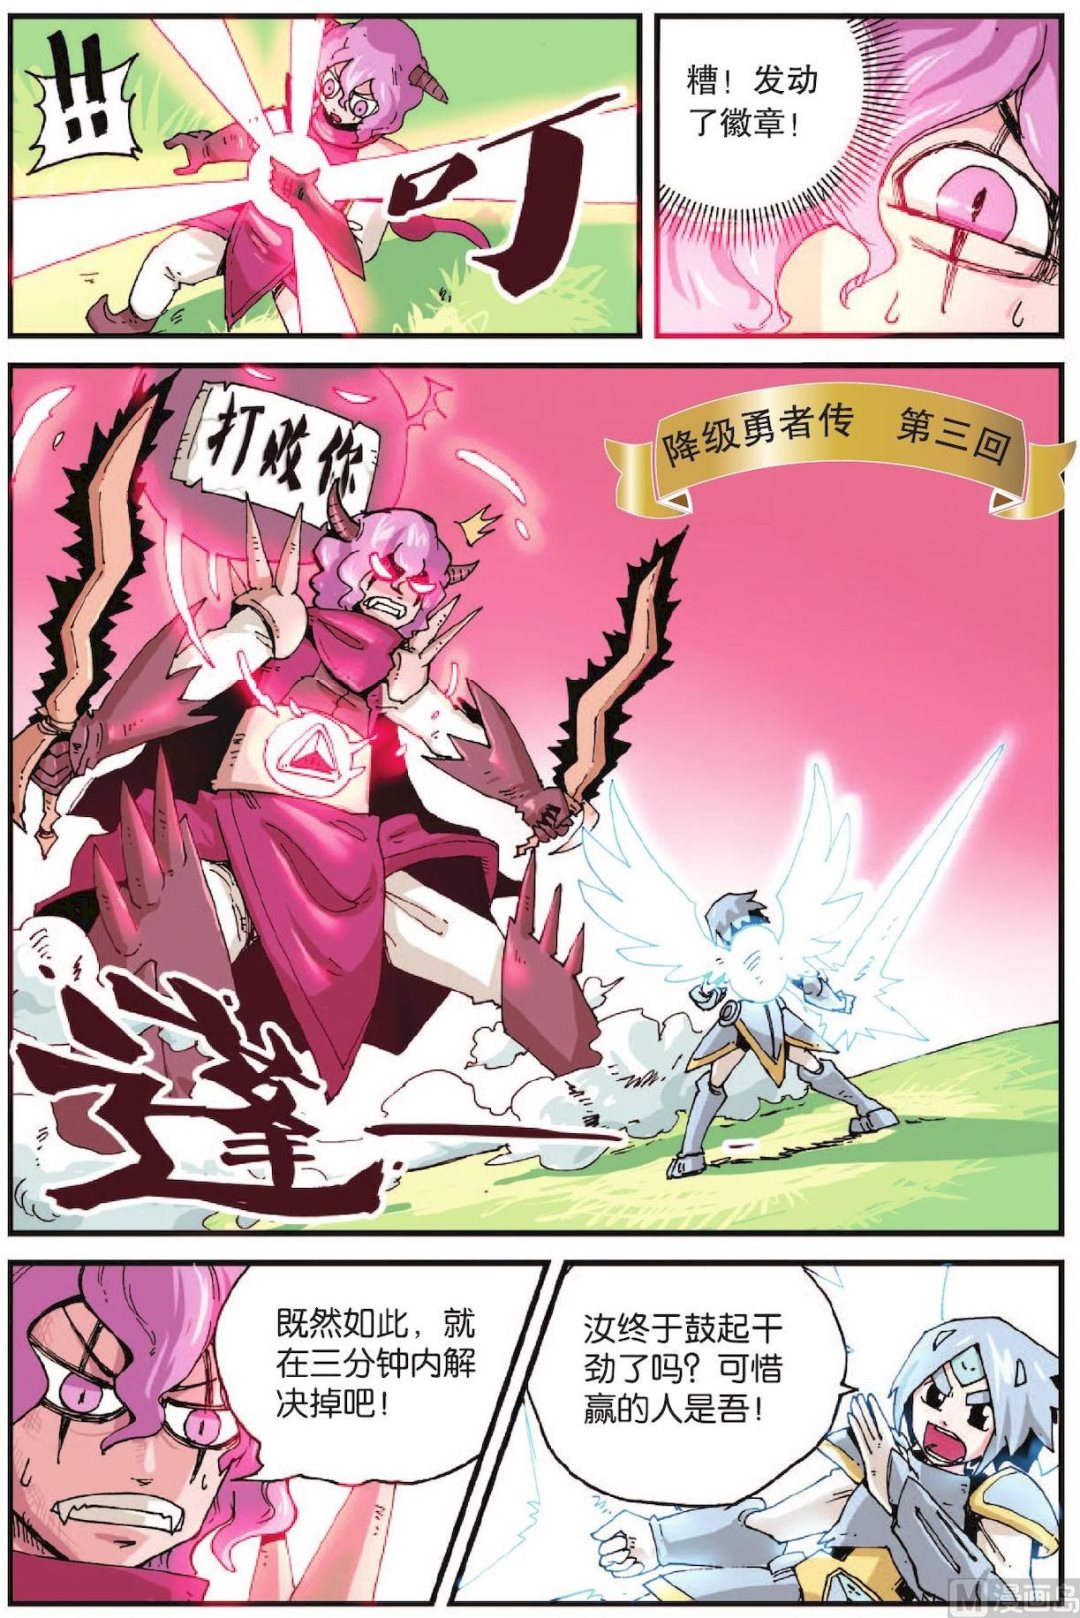 !!
叮
糟！发动
了徽章！
打败你
降级勇者传 第三回
既然如此，就
在三分钟内解
决掉吧！
汝终于鼓起干
劲了吗？可惜
赢的人是吾！
M 漫画岛